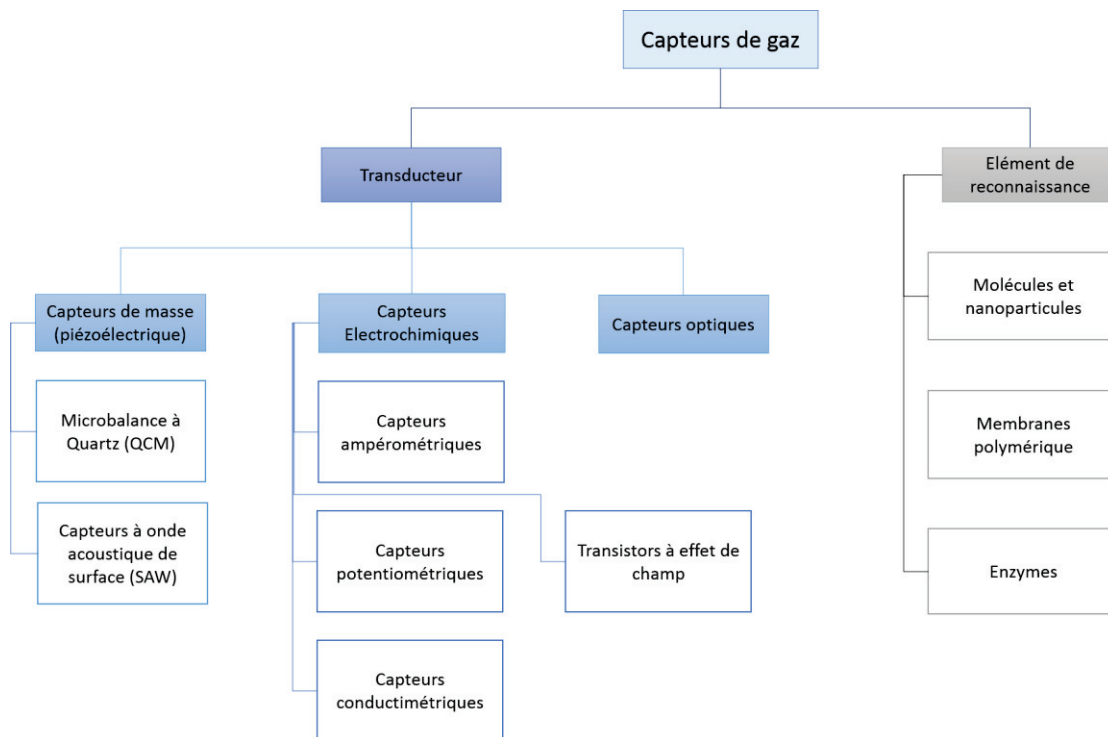 Capteurs de gaz
Transducteur
Elément de
reconnaissance
Capteurs de masse
(piézoélectrique)
Capteurs
Electrochimiques
Capteurs optiques
Molécules et
nanoparticules
Microbalance à
Quartz (QCM)
Capteurs
ampérométriques
Membranes
polymérique
Capteurs à onde
acoustique de
surface (SAW)
Capteurs
potentiométriques
Transistors à effet de
champ
Enzymes
Capteurs
conductimétriques